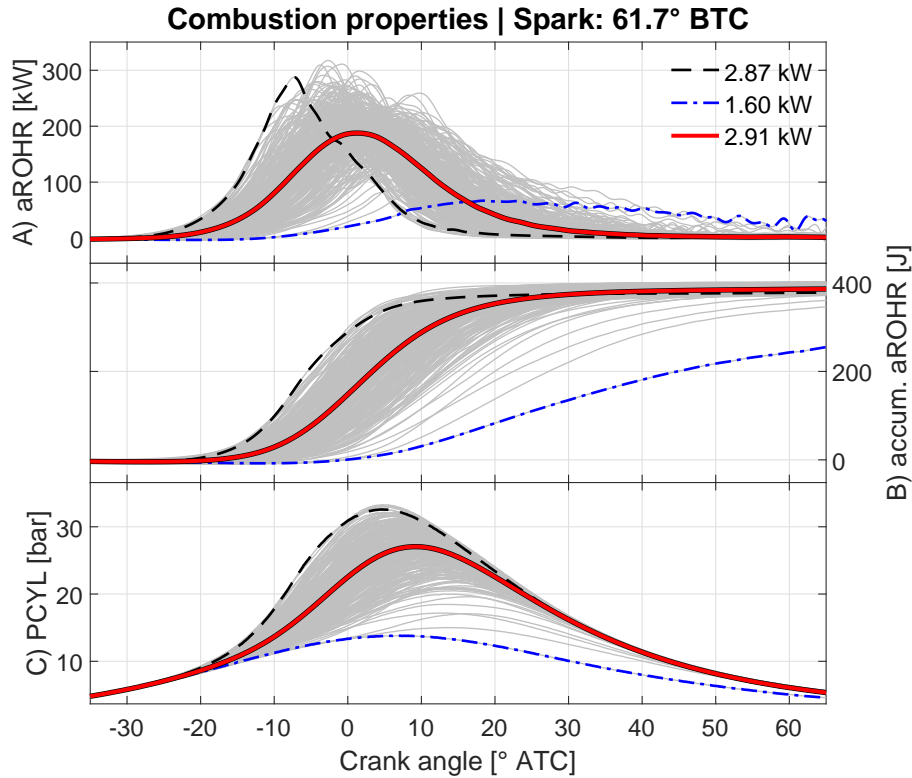 Combustion properties | Spark: 61.7° BTC
A) aROHR [kW]
300
200
100
0
2.87 kW
1.60 kW
2.91 kW
B) accum. aROHR [J]
400
200
0
C) PCYL [bar]
30
20
10
-30 -20 -10 0 10 20 30 40 50 60
Crank angle [° ATC]